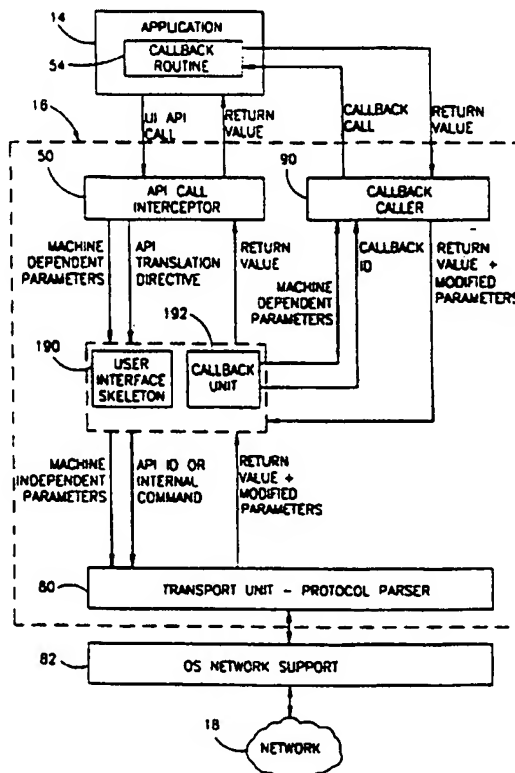 14
APPLICATION
54
CALLBACK
ROUTINE
16
UI API
CALL
RETURN
VALUE
CALLBACK
CALL
RETURN
VALUE
50
API CALL
INTERCEPTOR
90
CALLBACK
CALLER
MACHINE
DEPENDENT
PARAMETERS
API
TRANSLATION
DIRECTIVE
RETURN
VALUE
MACHINE
DEPENDENT
PARAMETERS
CALLBACK
ID
RETURN
VALUE +
MODIFIED
PARAMETERS
190
USER
INTERFACE
SKELETON
192
CALLBACK
UNIT
MACHINE
INDEPENDENT
PARAMETERS
API ID OR
INTERNAL
COMMAND
RETURN
VALUE +
MODIFIED
PARAMETERS
80
TRANSPORT UNIT - PROTOCOL PARSER
82
OS NETWORK SUPPORT
18
NETWORK